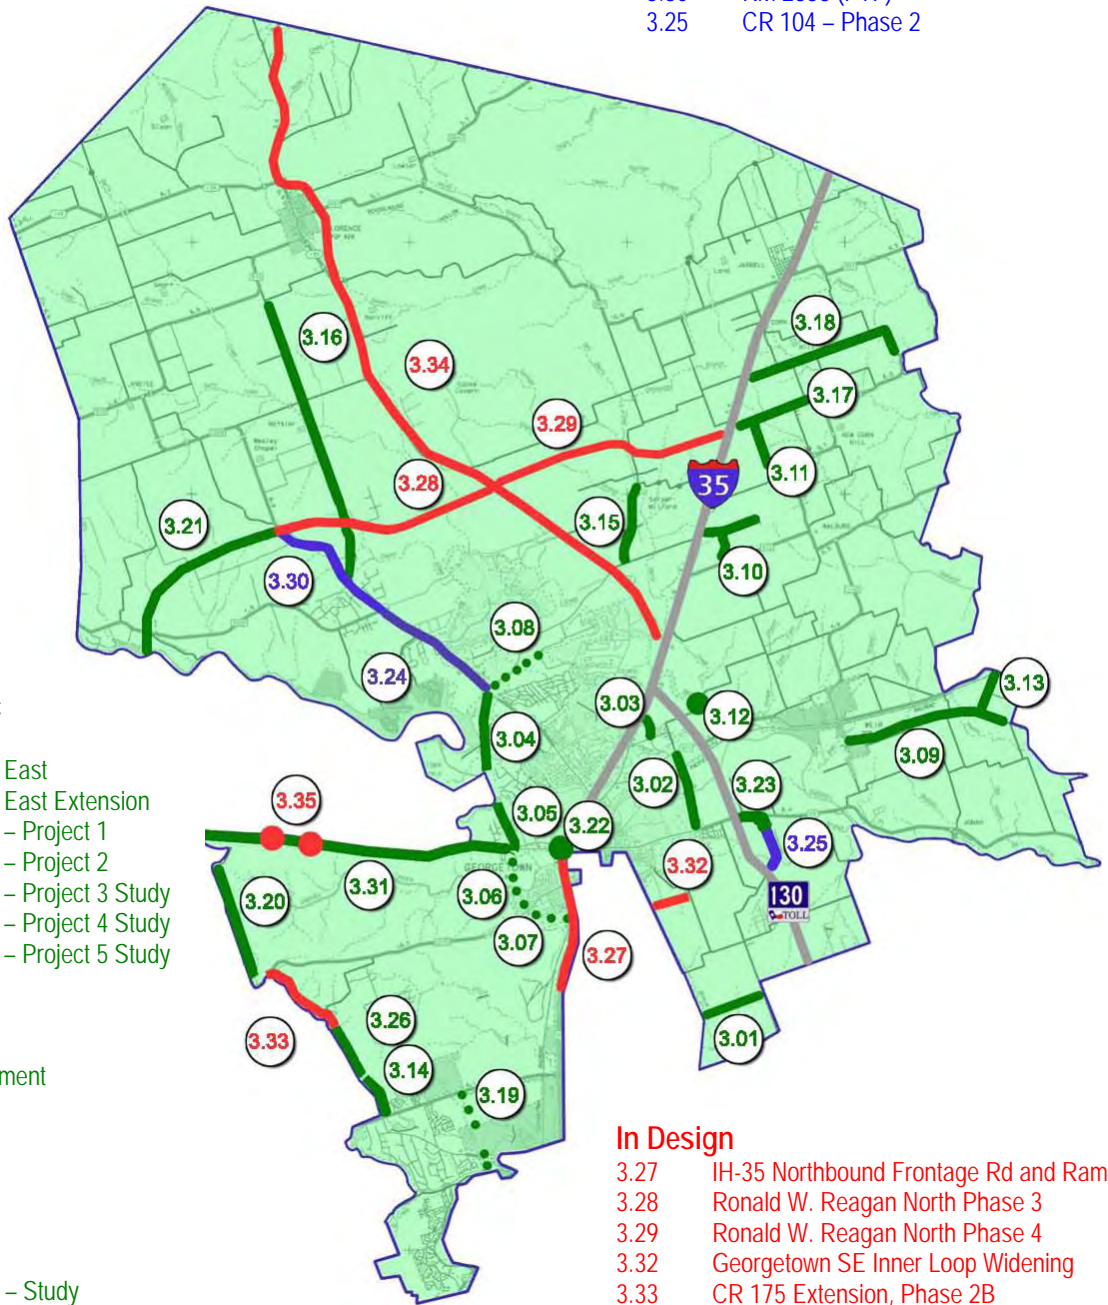 3.25 CR 104 – Phase 2
3.18
3.16
3.34
3.17
3.29
3.11
35
3.28
3.21
3.15
3.10
3.30
3.08
3.24
3.13
3.03
3.12
3.04
3.09
East
3.02
3.23
East Extension
3.35
3.05
3.22
3.25
– Project 1
– Project 2
3.32
GEORGETOWN
– Project 3 Study
3.20
3.31
3.06
130
TOLL
– Project 4 Study
3.07
– Project 5 Study
3.27
3.26
3.33
3.01
3.14
ment
3.19
In Design
3.27 IH-35 Northbound Frontage Rd and Ram
3.28 Ronald W. Reagan North Phase 3
3.29 Ronald W. Reagan North Phase 4
3.32 Georgetown SE Inner Loop Widening
– Study
3.33 CR 175 Extension, Phase 2B